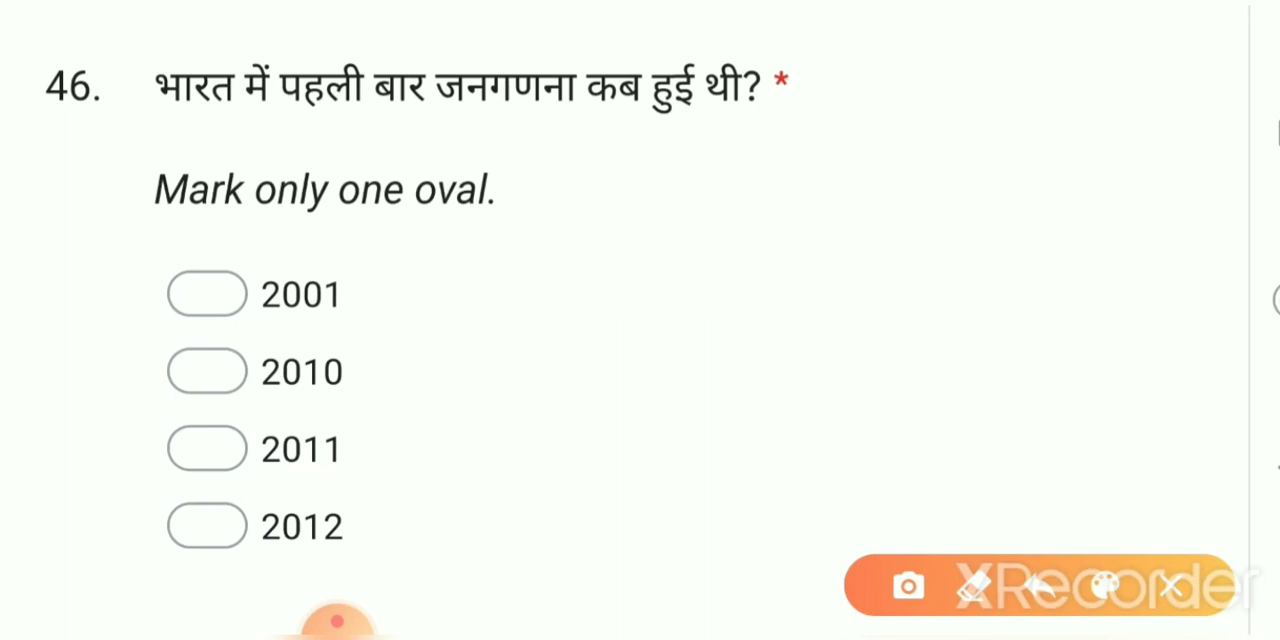 46. भारत में पहली बार जनगणना कब हुई थी? *
Mark only one oval.
2001
2010
2011
2012
XRecorder